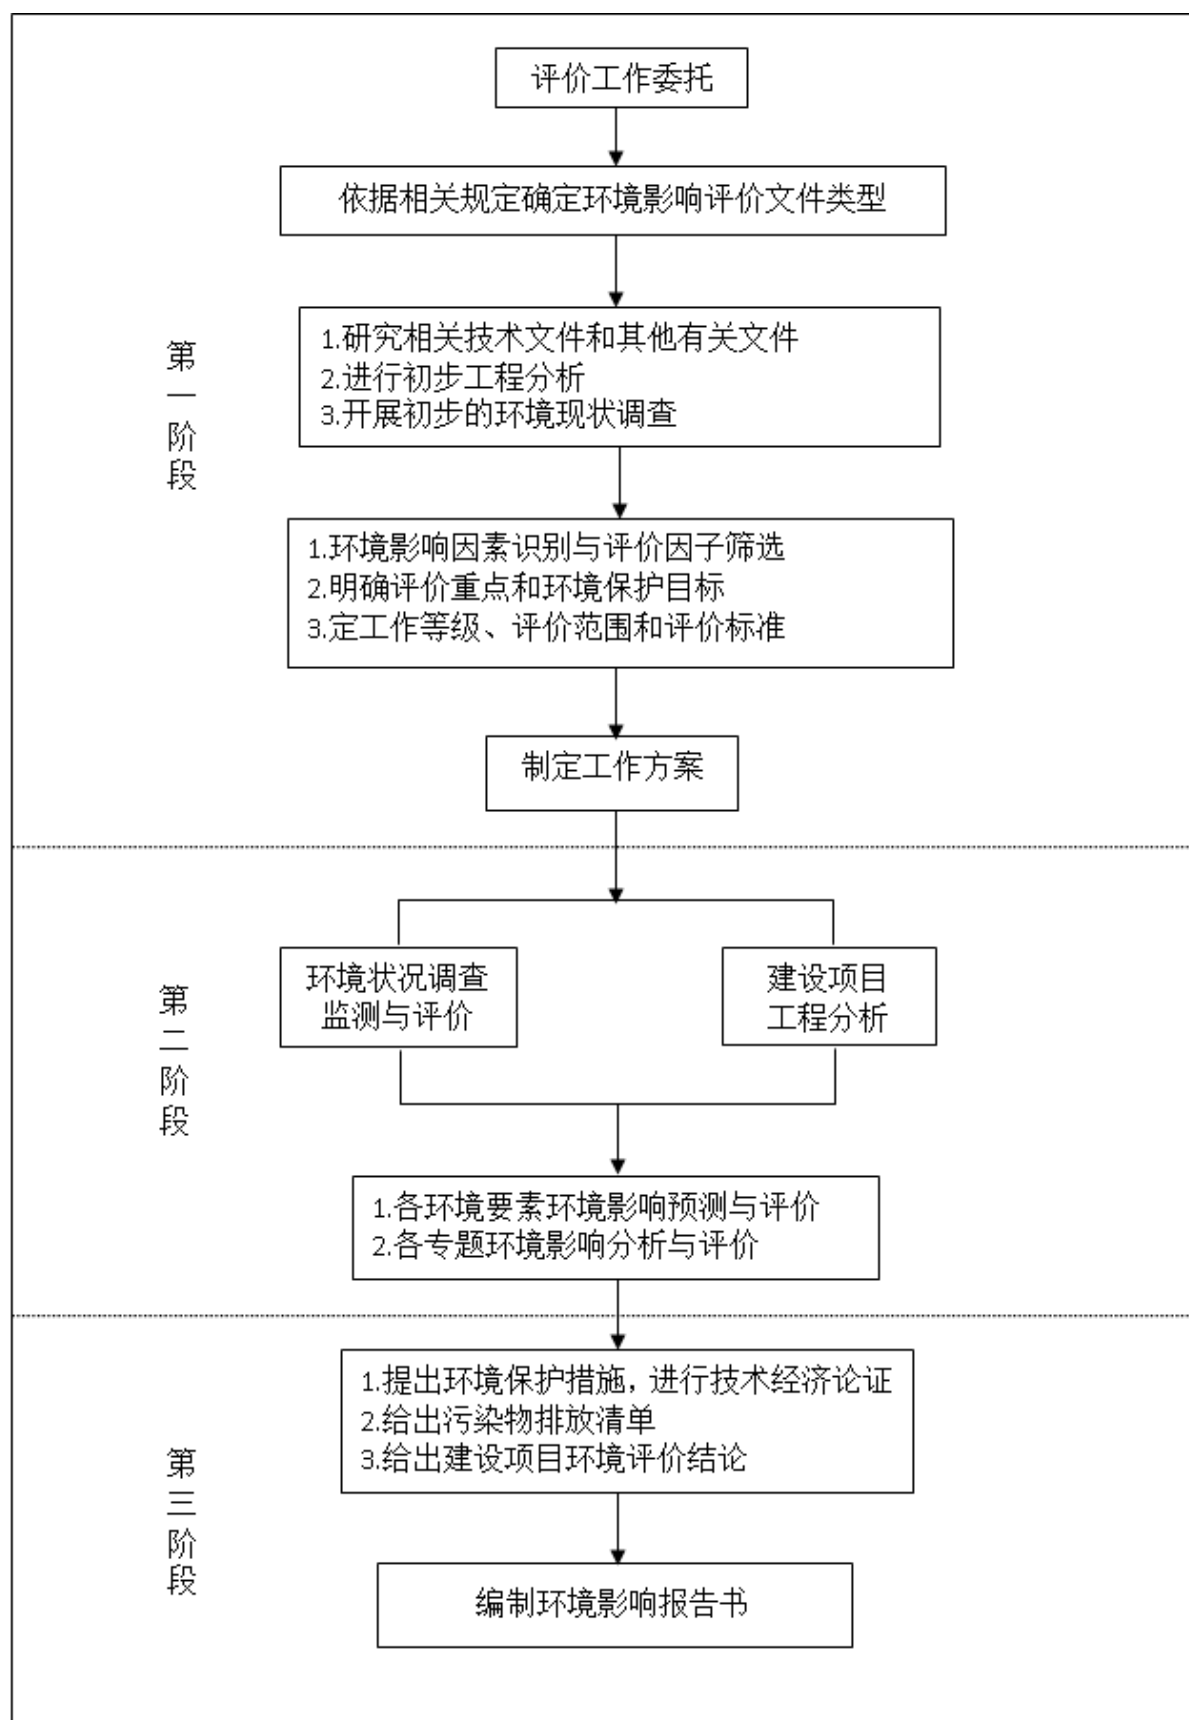 评价工作委托
依据相关规定确定环境影响评价文件类型
第一阶段
1.研究相关技术文件和其他有关文件
2.进行初步工程分析
3.开展初步的环境现状调查
1.环境影响因素识别与评价因子筛选
2.明确评价重点和环境保护目标
3.定工作等级、评价范围和评价标准
制定工作方案
第二阶段
环境状况调查
监测与评价
建设项目
工程分析
1.各环境要素环境影响预测与评价
2.各专题环境影响分析与评价
第三阶段
1.提出环境保护措施，进行技术经济论证
2.给出污染物排放清单
3.给出建设项目环境评价结论
编制环境影响报告书